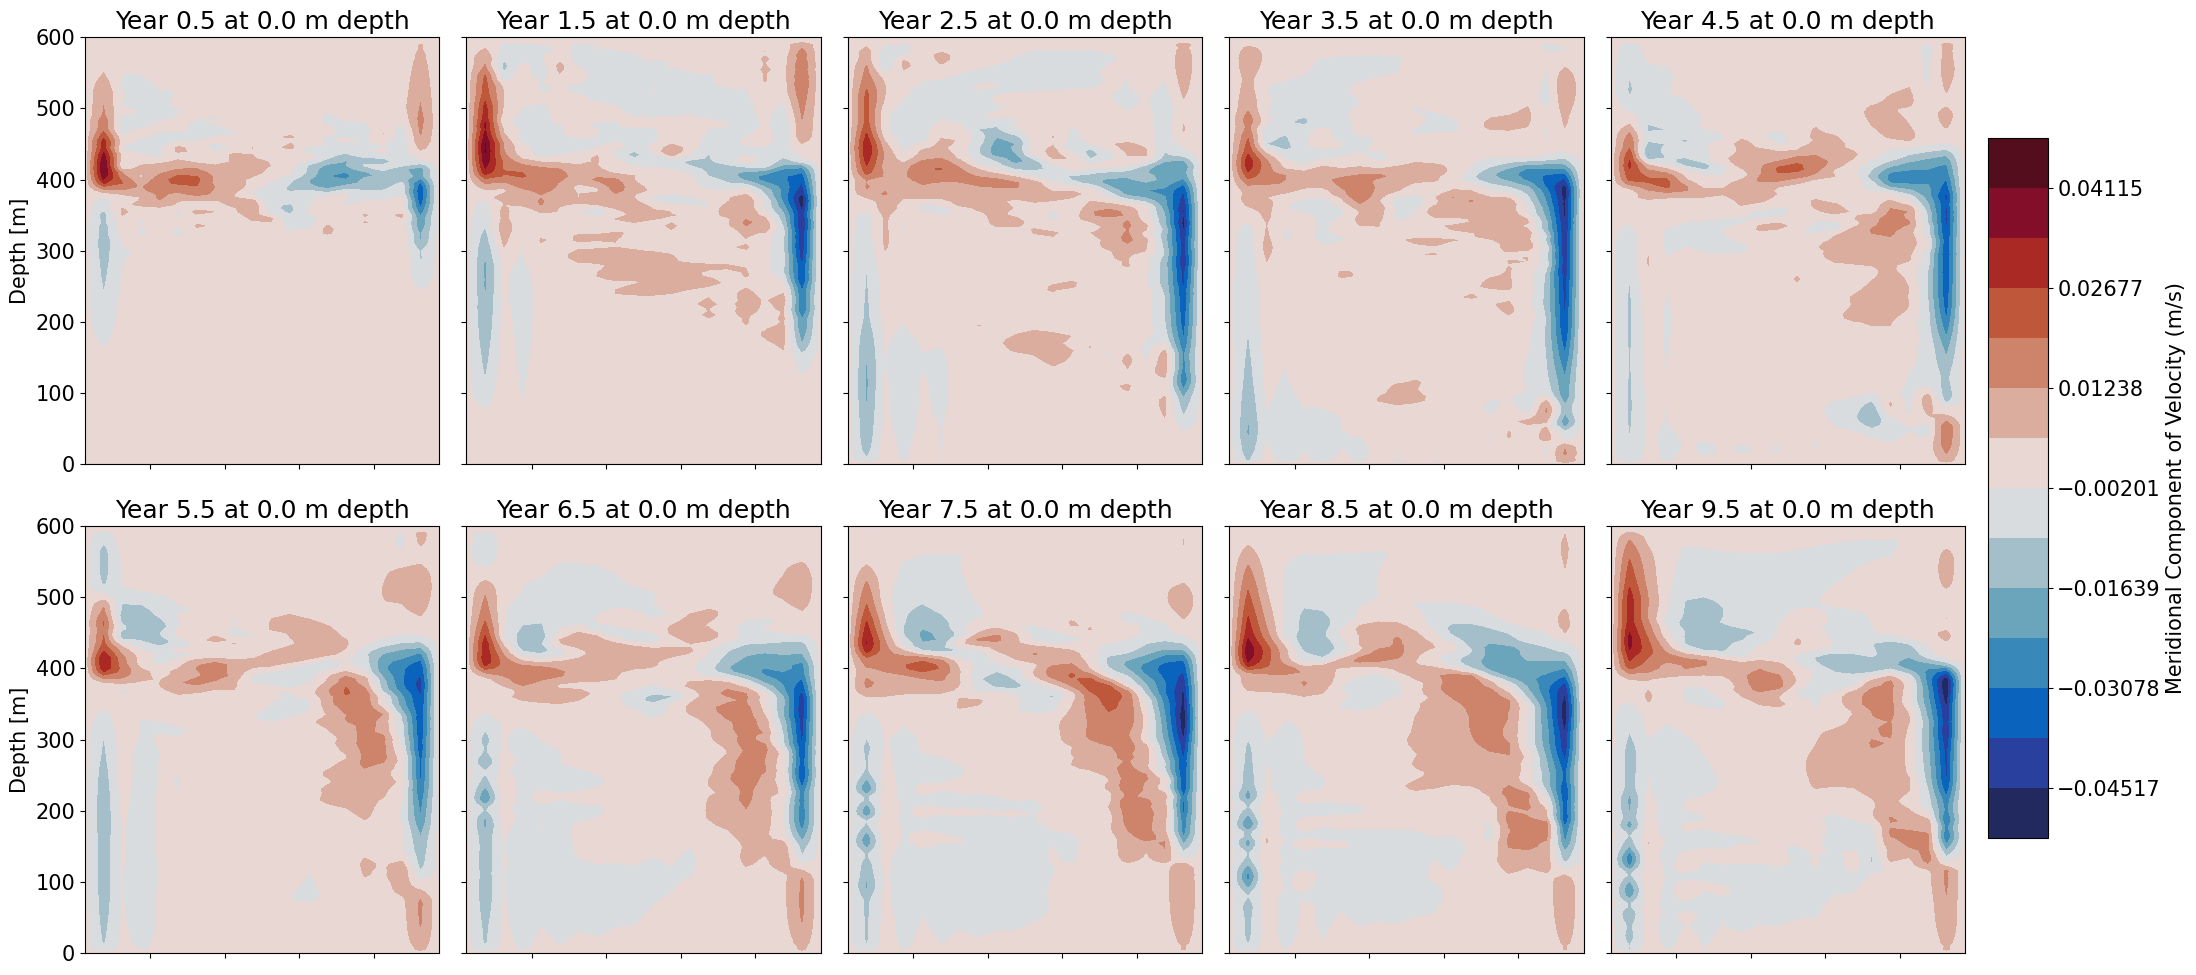 Year 0.5 at 0.0 m depth
Year 1.5 at 0.0 m depth
Year 2.5 at 0.0 m depth
Year 3.5 at 0.0 m depth
Year 4.5 at 0.0 m depth
600
500
400
300
200
100
0
Depth [m]
Year 5.5 at 0.0 m depth
Year 6.5 at 0.0 m depth
Year 7.5 at 0.0 m depth
Year 8.5 at 0.0 m depth
Year 9.5 at 0.0 m depth
600
500
400
300
200
100
0
Depth [m]
0.04115
0.02677
0.01238
−0.00201
−0.01639
−0.03078
−0.04517
Meridional Component of Velocity (m/s)